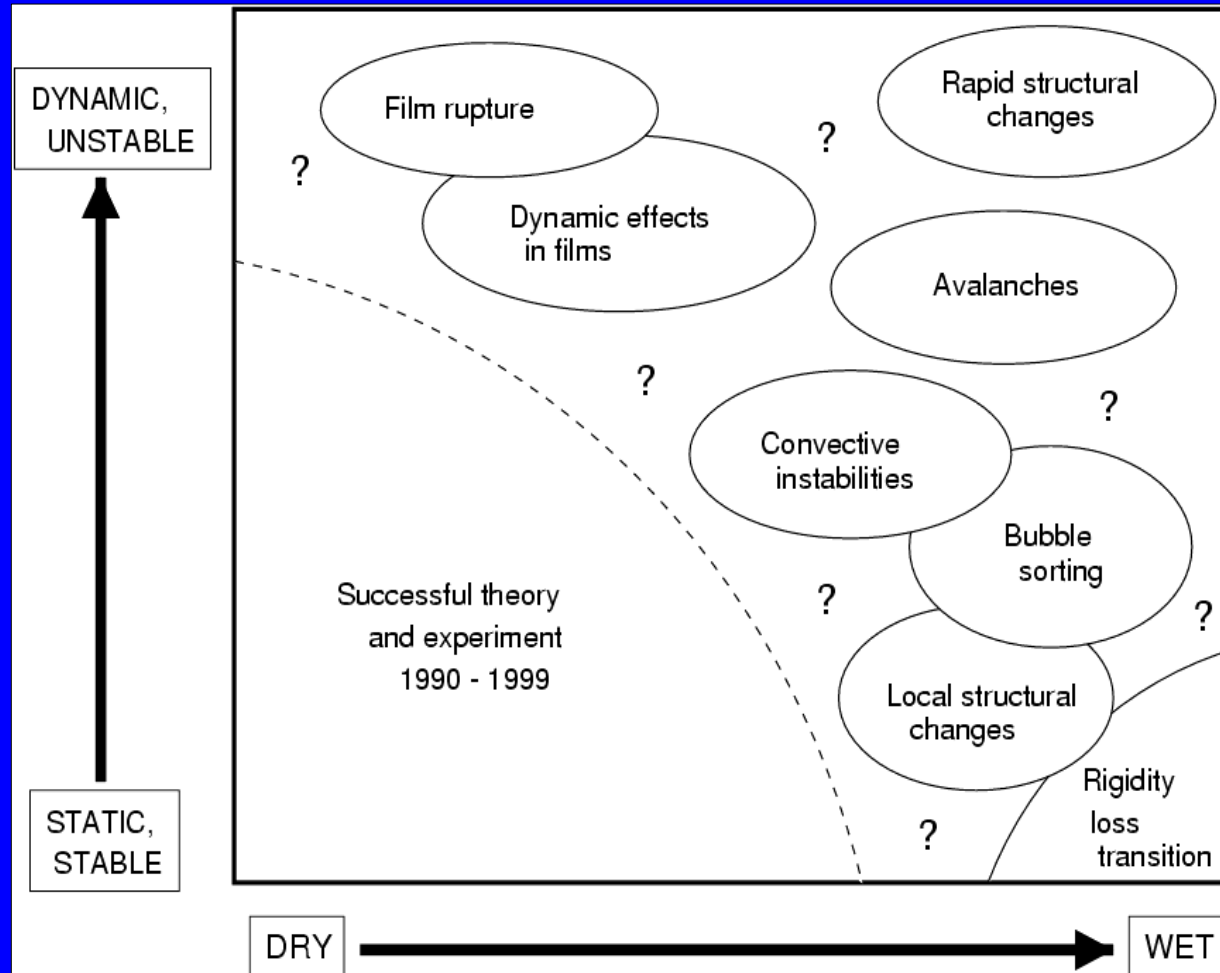 DYNAMIC,
UNSTABLE
Film rupture
Rapid structural
changes
?
?
Dynamic effects
in films
Avalanches
?
?
Convective
instabilities
Bubble
sorting
Successful theory
and experiment
1990 - 1999
?
?
Local structural
changes
Rigidity
loss
transition
?
STATIC,
STABLE
DRY
WET